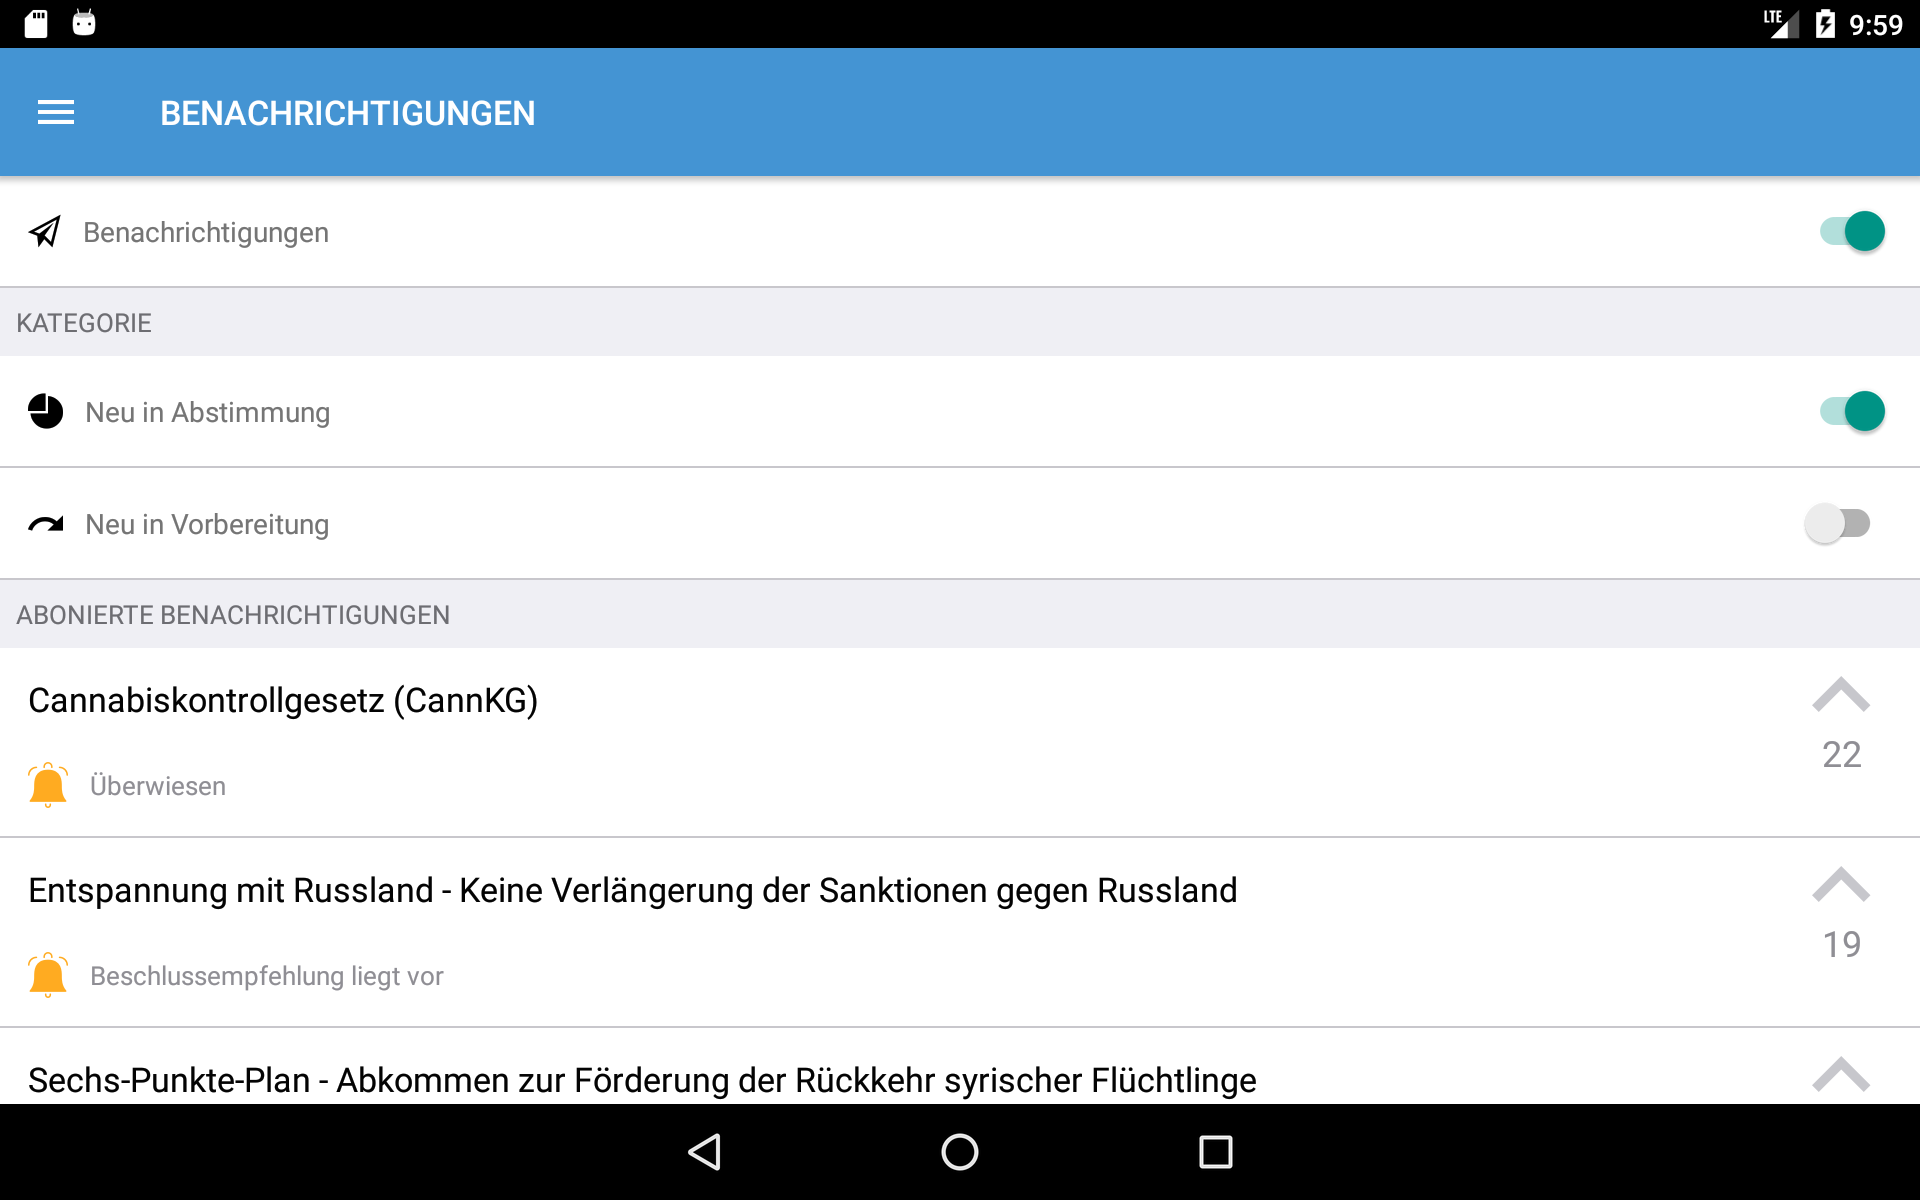 LTE 9:59
BENACHRICHTIGUNGEN
Benachrichtigungen
KATEGORIE
Neu in Abstimmung
Neu in Vorbereitung
ABONIERTE BENACHRICHTIGUNGEN
Cannabiskontrollgesetz (CannKG)
22
Überwiesen
Entspannung mit Russland - Keine Verlängerung der Sanktionen gegen Russland
19
Beschlussempfehlung liegt vor
Sechs-Punkte-Plan - Abkommen zur Förderung der Rückkehr syrischer Flüchtlinge